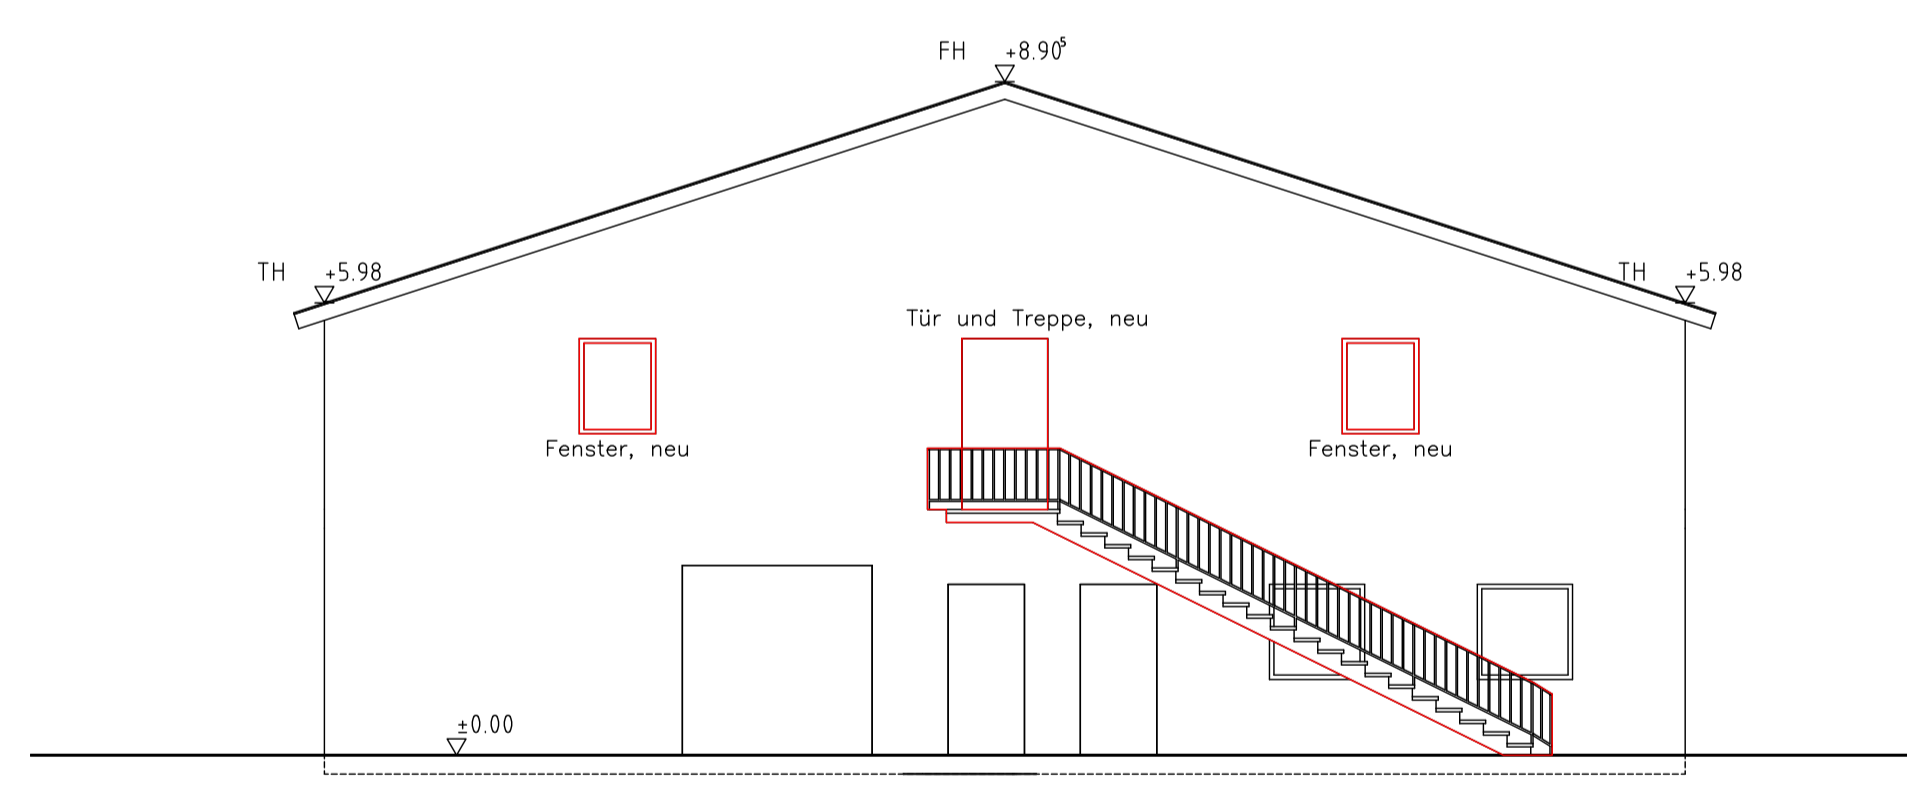 FH +8.90⁵
TH +5.98
TH +5.98
Tür und Treppe, neu
Fenster, neu
Fenster, neu
±0.00